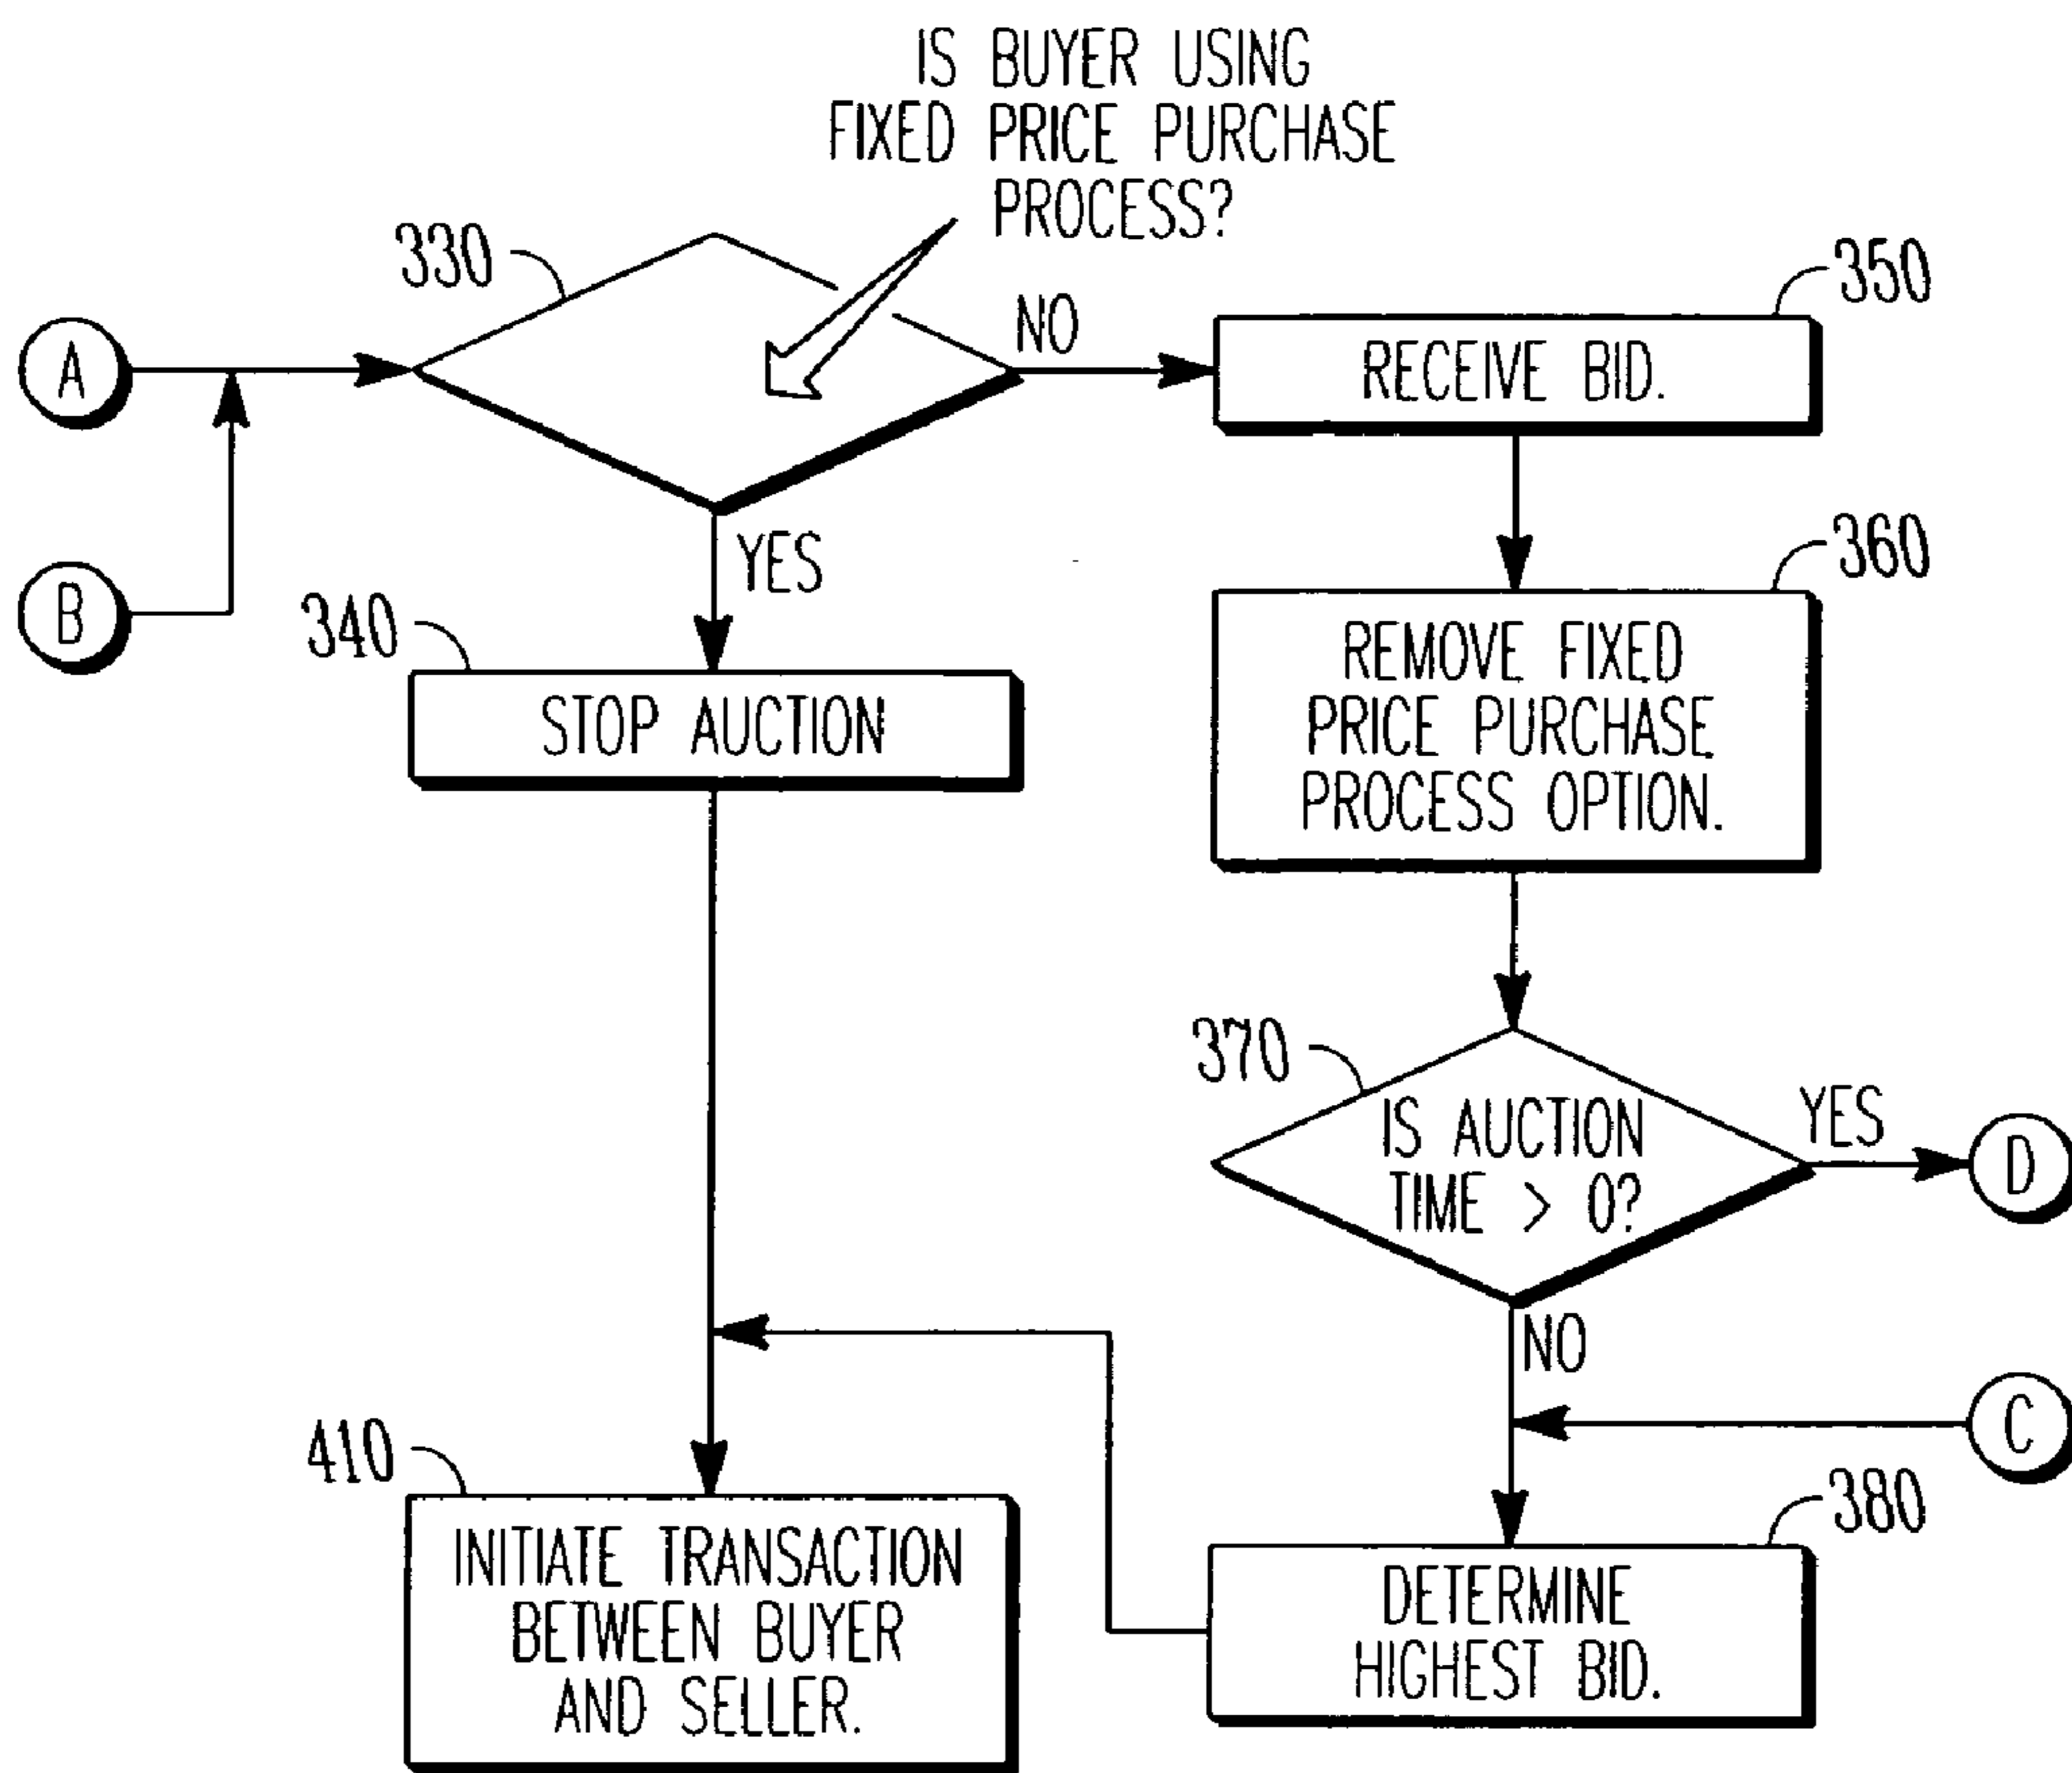 IS BUYER USING
FIXED PRICE PURCHASE
PROCESS?
330
NO
350
A
RECEIVE BID.
YES
360
B
340
STOP AUCTION
REMOVE FIXED
PRICE PURCHASE
PROCESS OPTION.
370
IS AUCTION
TIME > 0?
YES
D
NO
C
410
INITIATE TRANSACTION
BETWEEN BUYER
AND SELLER.
380
DETERMINE
HIGHEST BID.